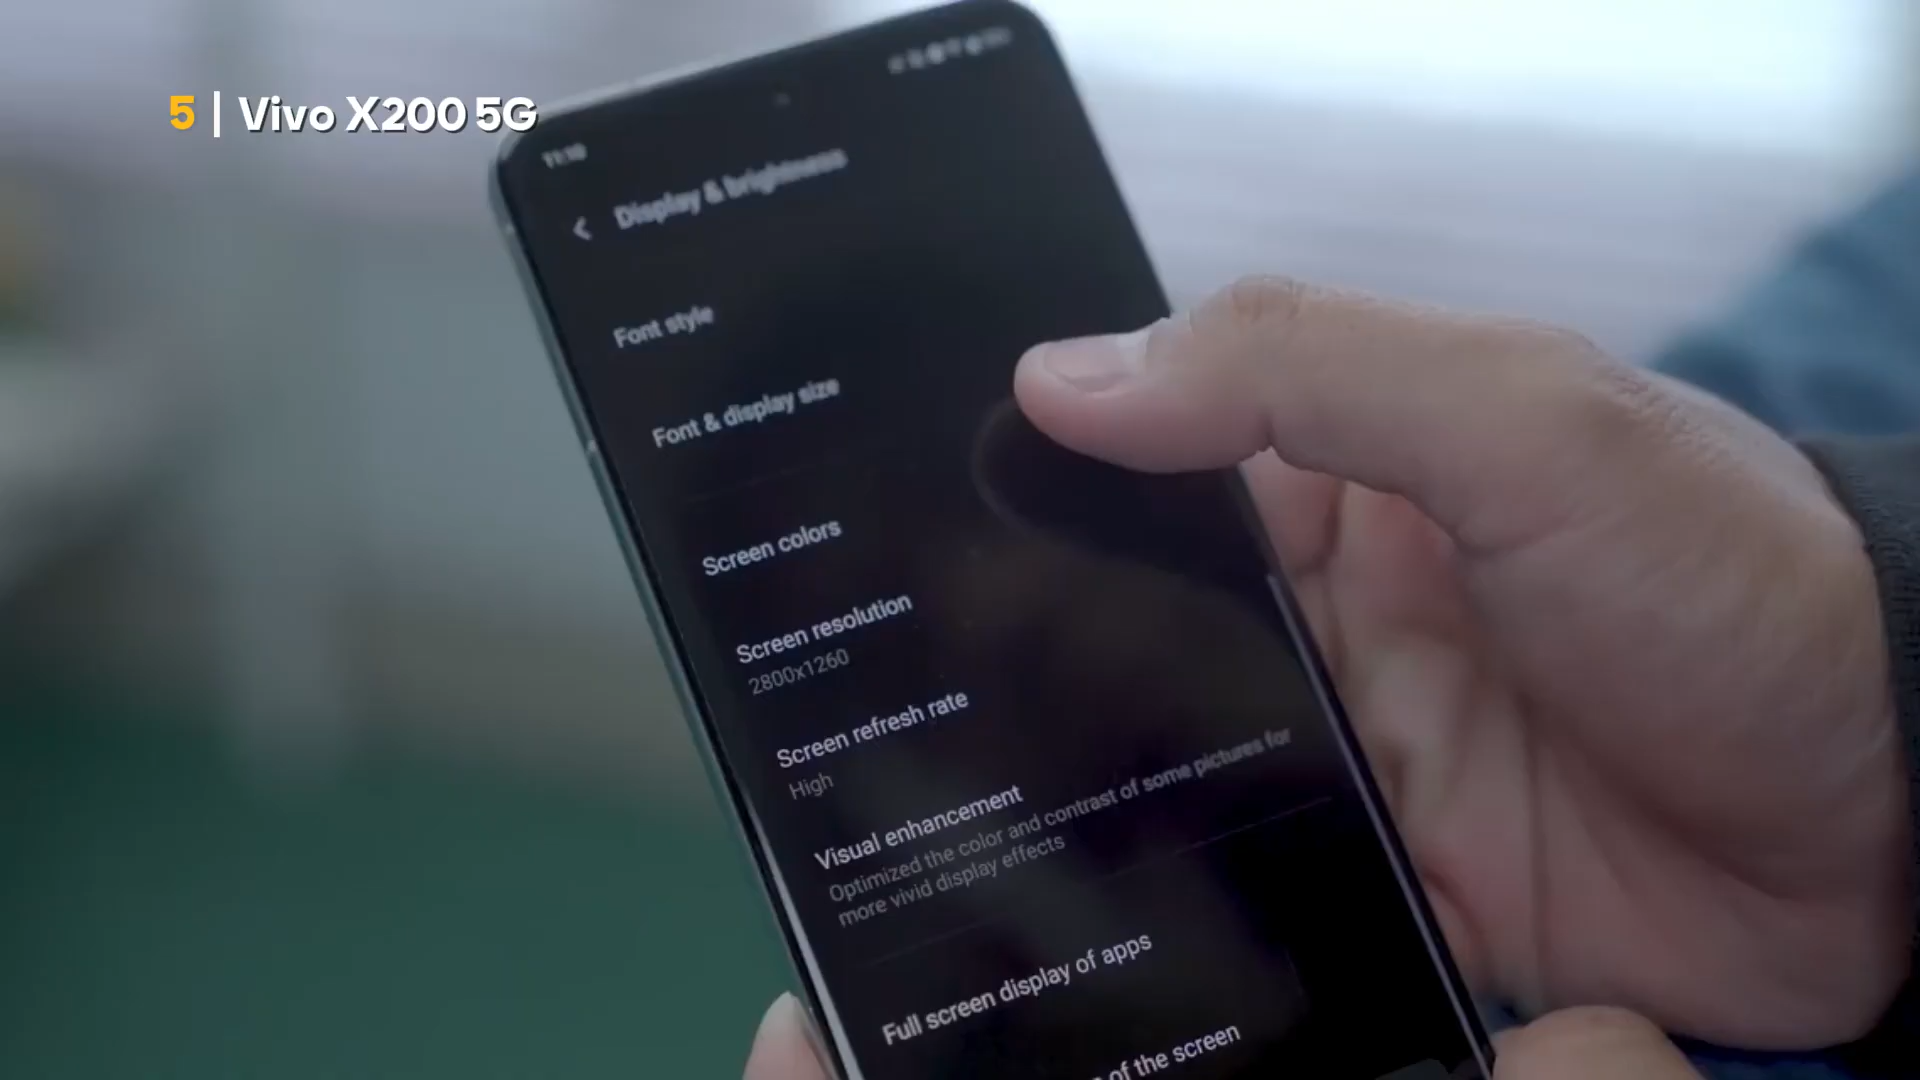 5 | Vivo X200 5G
11:10
Display & brightness
Font style
Font & display size
Screen colors
Screen resolution
2800x1260
Screen refresh rate
High
Visual enhancement
Optimized the color and contrast of some pictures for
more vivid display effects
Full screen display of apps
of the screen